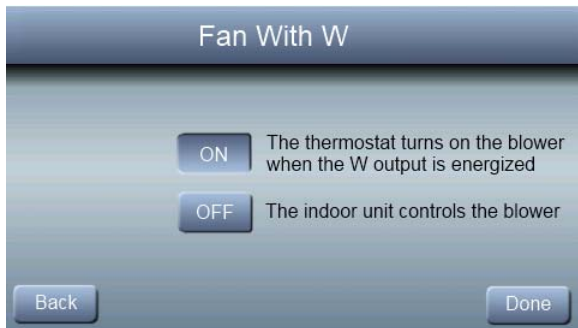 Fan With W
ON
The thermostat turns on the blower
when the W output is energized
OFF
The indoor unit controls the blower
Back
Done